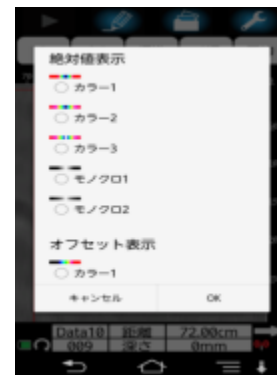 絶対値表示
カラー1
カラー2
カラー3
モノクロ1
モノクロ2
オフセット表示
カラー1
キャンセル OK
Data10 距離 72.00cm
009 深さ 0mm